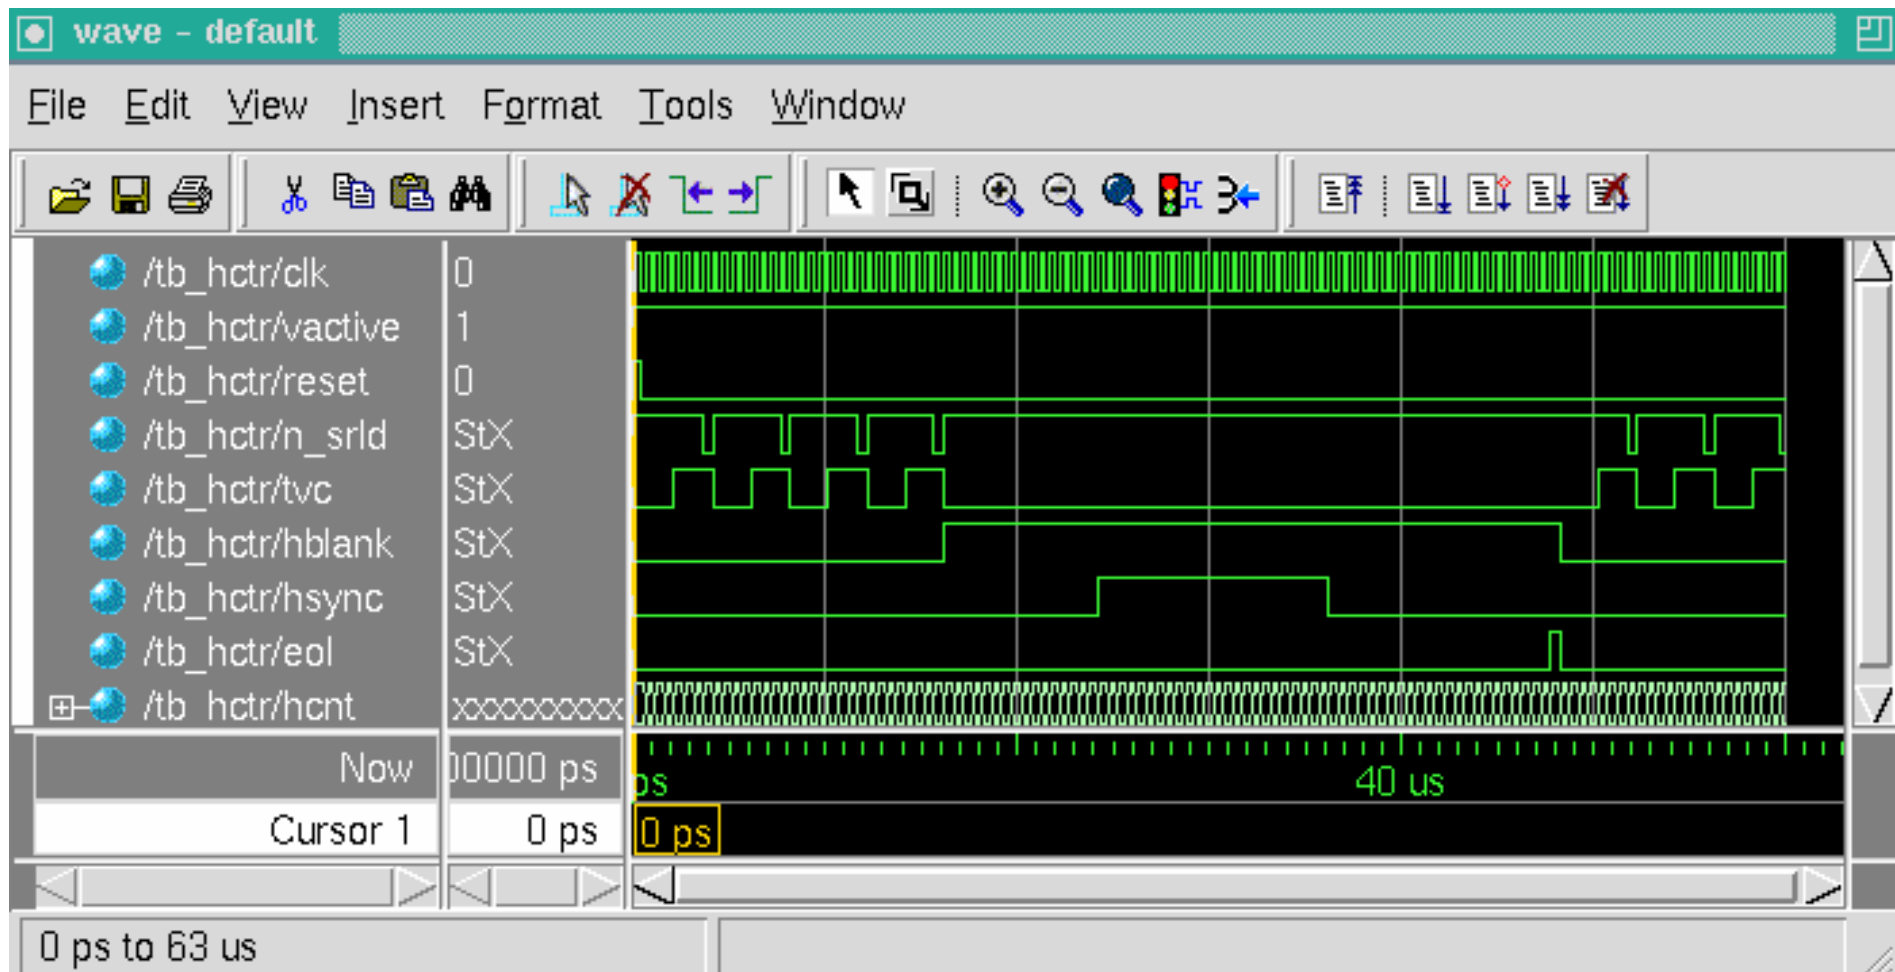 wave - default
File Edit View Insert Format Tools Window
/tb_hctr/clk 0
/tb_hctr/vactive 1
/tb_hctr/reset 0
/tb_hctr/n_srld StX
/tb_hctr/tvc StX
/tb_hctr/hblank StX
/tb_hctr/hsync StX
/tb_hctr/eol StX
/tb_hctr/hcnt xxxxxxxxxx
Now 00000 ps ps 40 us
Cursor 1 0 ps 0 ps
0 ps to 63 us